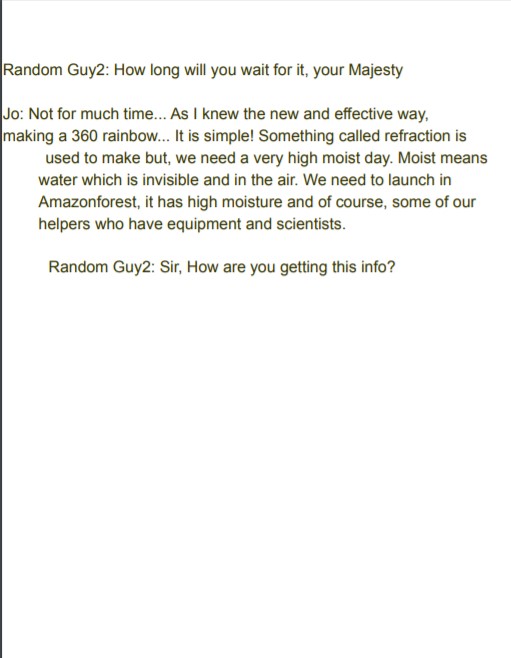 Random Guy2: How long will you wait for it, your Majesty
Jo: Not for much time... As I knew the new and effective way,
making a 360 rainbow... It is simple! Something called refraction is
used to make but, we need a very high moist day. Moist means
water which is invisible and in the air. We need to launch in
Amazonforest, it has high moisture and of course, some of our
helpers who have equipment and scientists.
Random Guy2: Sir, How are you getting this info?